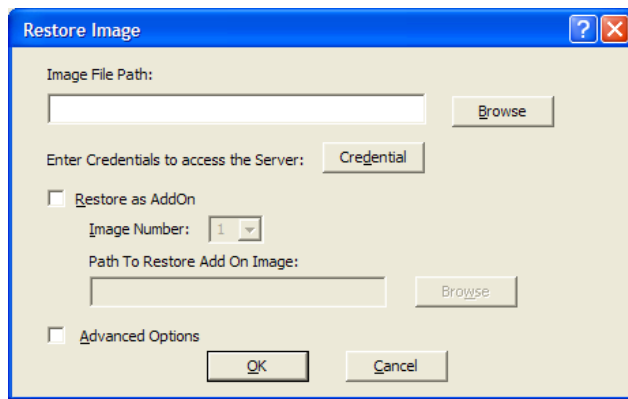 Restore Image
Image File Path:
Browse
Enter Credentials to access the Server: Credential
Restore as AddOn
Image Number: 1
Path To Restore Add On Image:
Browse
Advanced Options
OK Cancel